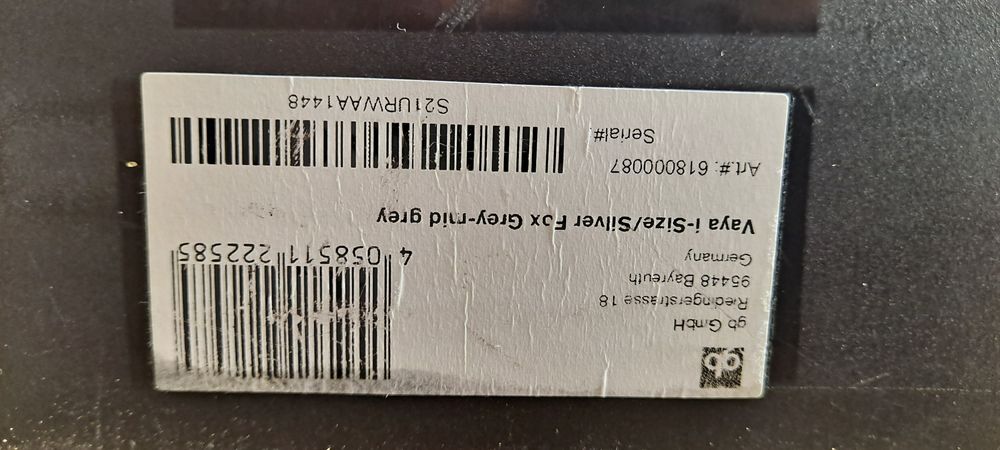 gb
gb GmbH
Riedingerstrasse 18
95448 Bayreuth
Germany
4 058511 222585
Vaya i-Size/Silver Fox Grey-mid grey
Art.#: 618000087
Serial#
S21URWAA1448